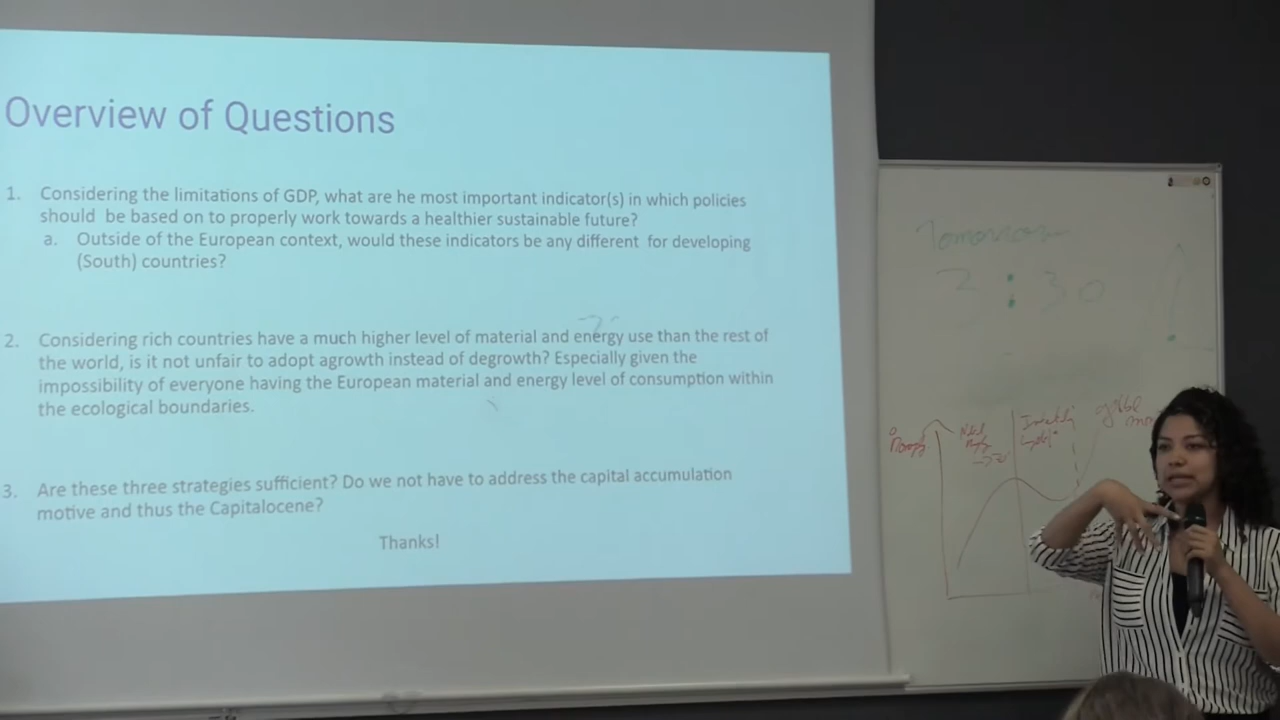 Overview of Questions
1. Considering the limitations of GDP, what are he most important indicator(s) in which policies
should be based on to properly work towards a healthier sustainable future?
a. Outside of the European context, would these indicators be any different for developing
(South) countries?
2. Considering rich countries have a much higher level of material and energy use than the rest of
the world, is it not unfair to adopt agrowth instead of degrowth? Especially given the
impossibility of everyone having the European material and energy level of consumption within
the ecological boundaries.
3. Are these three strategies sufficient? Do we not have to address the capital accumulation
motive and thus the Capitalocene?
Thanks!
Tomorrow
3:30